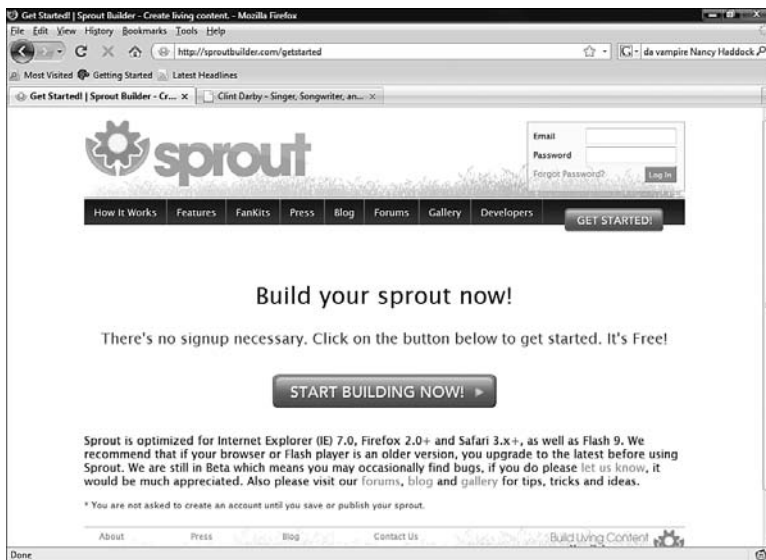 Get Started! | Sprout Builder - Create living content. - Mozilla Firefox
File Edit View History Bookmarks Tools Help
http://sproutbuilder.com/getstarted
G da vampire Nancy Haddock
Most Visited Getting Started Latest Headlines
Get Started! | Sprout Builder - Cr... x Clint Darby - Singer, Songwriter, an... x
sprout
Email
Password
Forgot Password? Log In
How It Works Features FanKits Press Blog Forums Gallery Developers GET STARTED!
Build your sprout now!
There's no signup necessary. Click on the button below to get started. It's Free!
START BUILDING NOW!
Sprout is optimized for Internet Explorer (IE) 7.0, Firefox 2.0+ and Safari 3.x+, as well as Flash 9. We
recommend that if your browser or Flash player is an older version, you upgrade to the latest before using
Sprout. We are still in Beta which means you may occasionally find bugs, if you do please let us know, it
would be much appreciated. Also please visit our forums, blog and gallery for tips, tricks and ideas.
* You are not asked to create an account until you save or publish your sprout.
About Press Blog Contact Us Build Living Content
Done